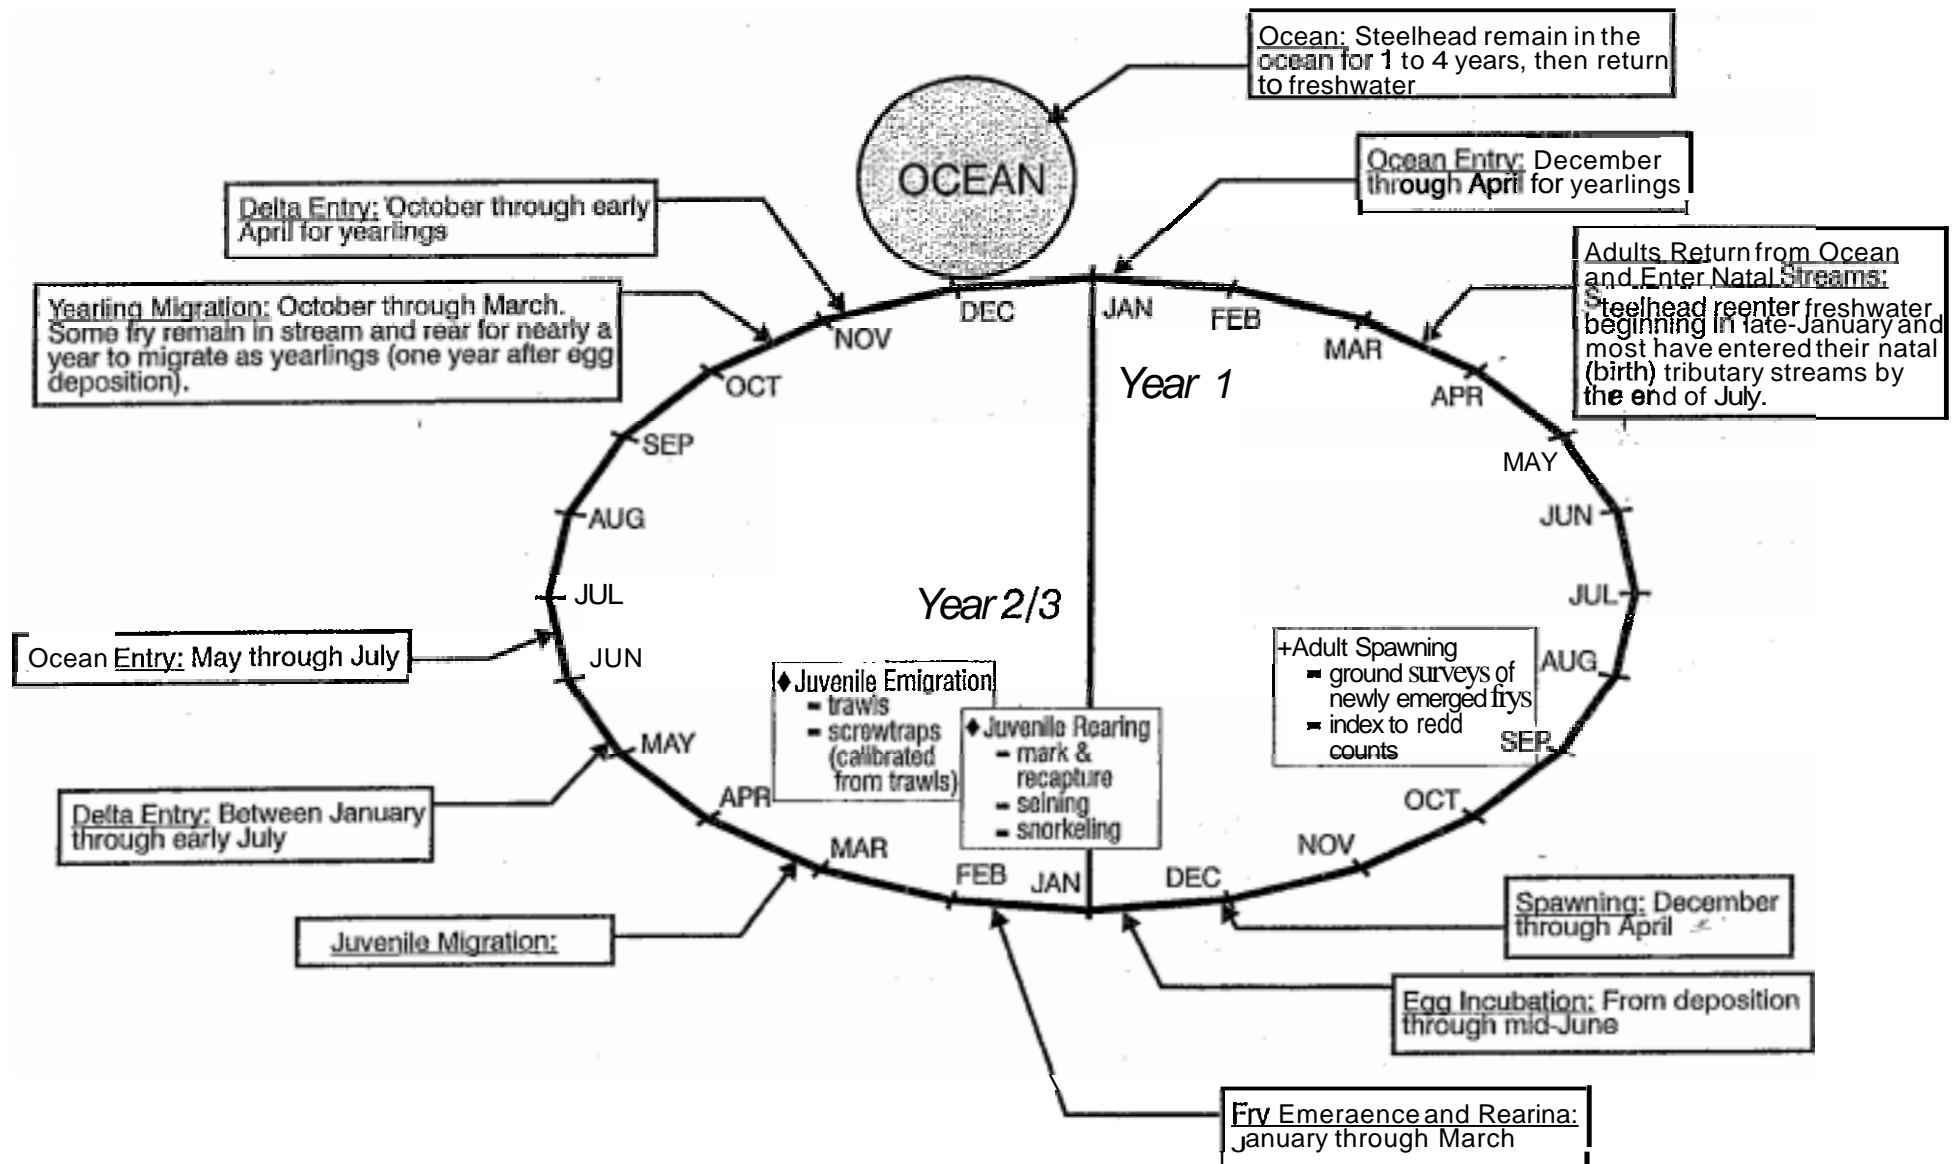 Ocean: Steelhead remain in the
ocean for 1 to 4 years, then return
to freshwater
OCEAN
Ocean Entry: December
through April for yearlings
Delta Entry: October through early
April for yearlings
Adults Return from Ocean
and Enter Natal Streams:
Steelhead reenter freshwater
beginning in late-January and
most have entered their natal
(birth) tributary streams by
the end of July.
Yearling Migration: October through March.
Some fry remain in stream and rear for nearly a
year to migrate as yearlings (one year after egg
deposition).
DEC
JAN
FEB
MAR
APR
MAY
JUN
JUL
AUG
SEP
OCT
NOV
DEC
JAN
FEB
MAR
APR
MAY
JUN
JUL
AUG
SEP
OCT
NOV
Year 1
Year 2/3
Ocean Entry: May through July
+Adult Spawning
- ground surveys of
newly emerged frys
- index to redd
counts
♦ Juvenile Emigration
- trawls
- screwtraps
(calibrated
from trawls)
♦ Juvenile Rearing
- mark &
recapture
- seining
- snorkeling
Delta Entry: Between January
through early July
Juvenile Migration:
Spawning: December
through April
Egg Incubation: From deposition
through mid-June
Fry Emeraence and Rearina:
January through March